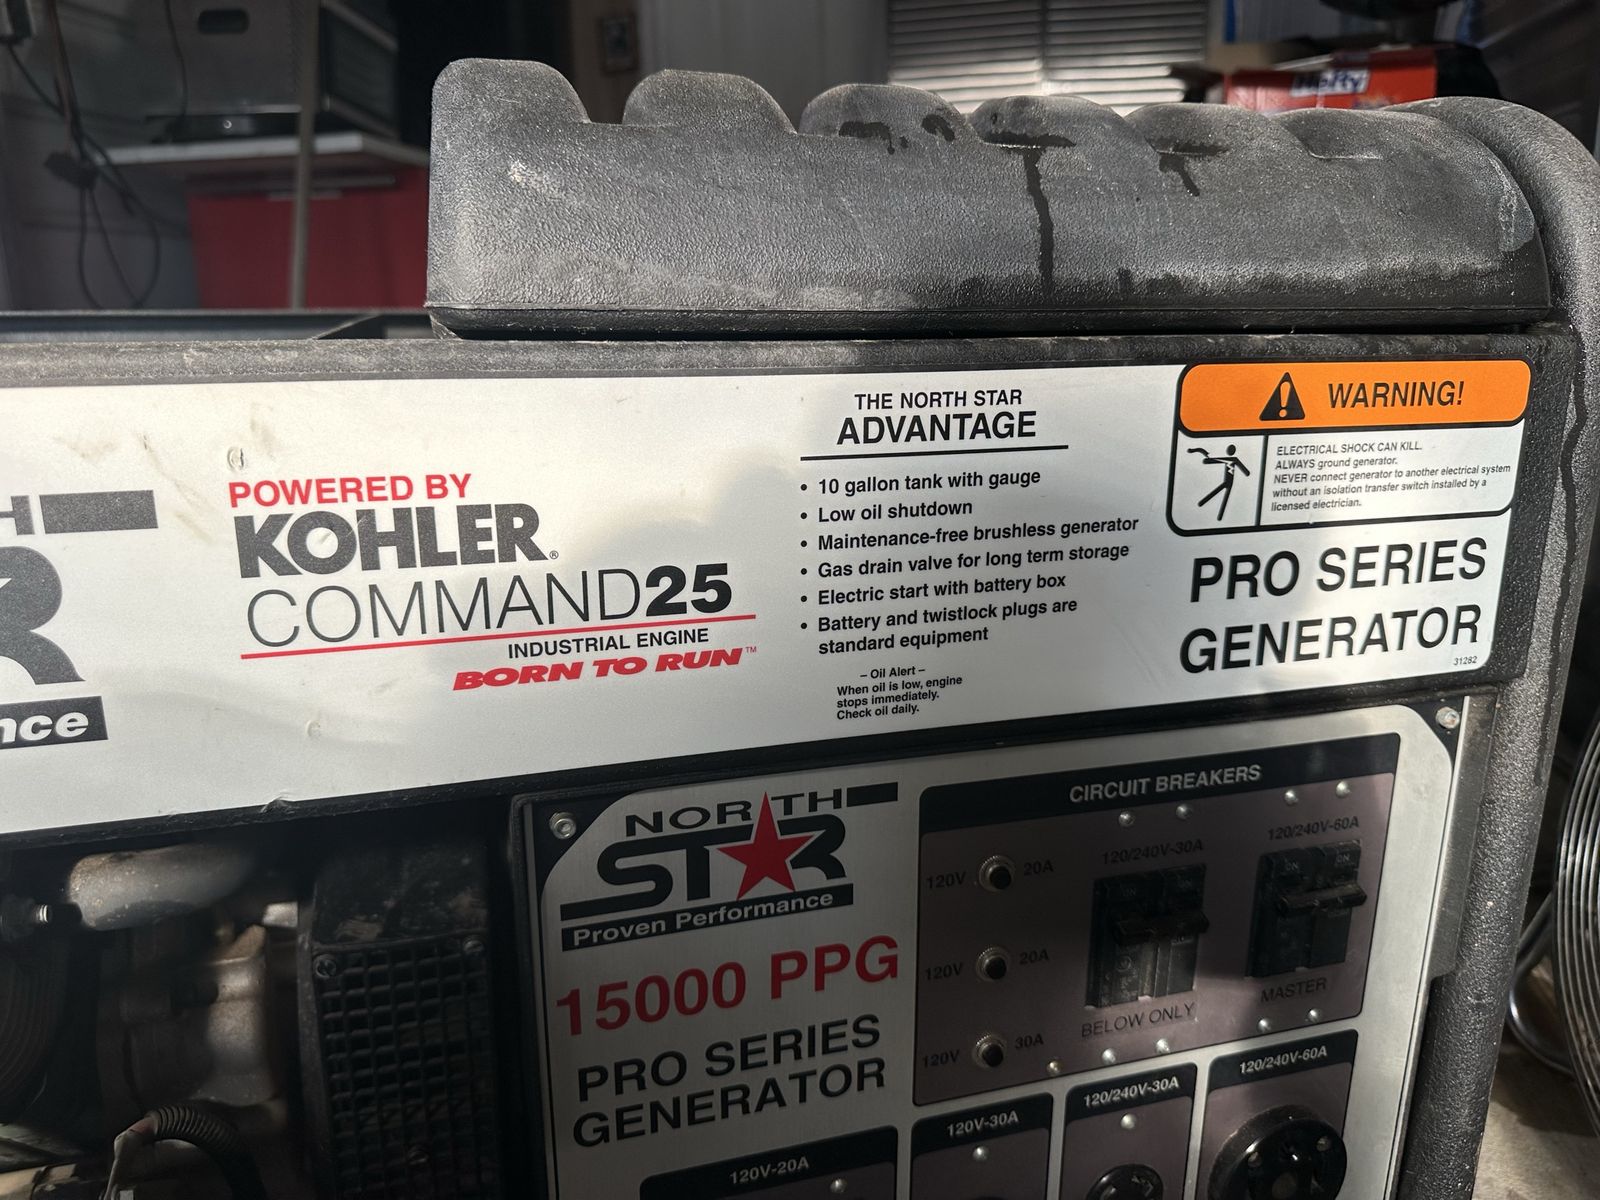 Hefty
H
R
nce
POWERED BY
KOHLER®
COMMAND25
INDUSTRIAL ENGINE
BORN TO RUN™
THE NORTH STAR
ADVANTAGE
• 10 gallon tank with gauge
• Low oil shutdown
• Maintenance-free brushless generator
• Gas drain valve for long term storage
• Electric start with battery box
• Battery and twistlock plugs are
standard equipment
– Oil Alert –
When oil is low, engine
stops immediately.
Check oil daily.
WARNING!
ELECTRICAL SHOCK CAN KILL.
ALWAYS ground generator.
NEVER connect generator to another electrical system
without an isolation transfer switch installed by a
licensed electrician.
PRO SERIES
GENERATOR
31282
NORTH
STAR
Proven Performance
15000 PPG
PRO SERIES
GENERATOR
CIRCUIT BREAKERS
120V 20A
120V 20A
120V 30A
120/240V-30A
ON
BELOW ONLY
120/240V-60A
ON ON
MASTER
120V-20A
120V-30A
120/240V-30A
120/240V-60A